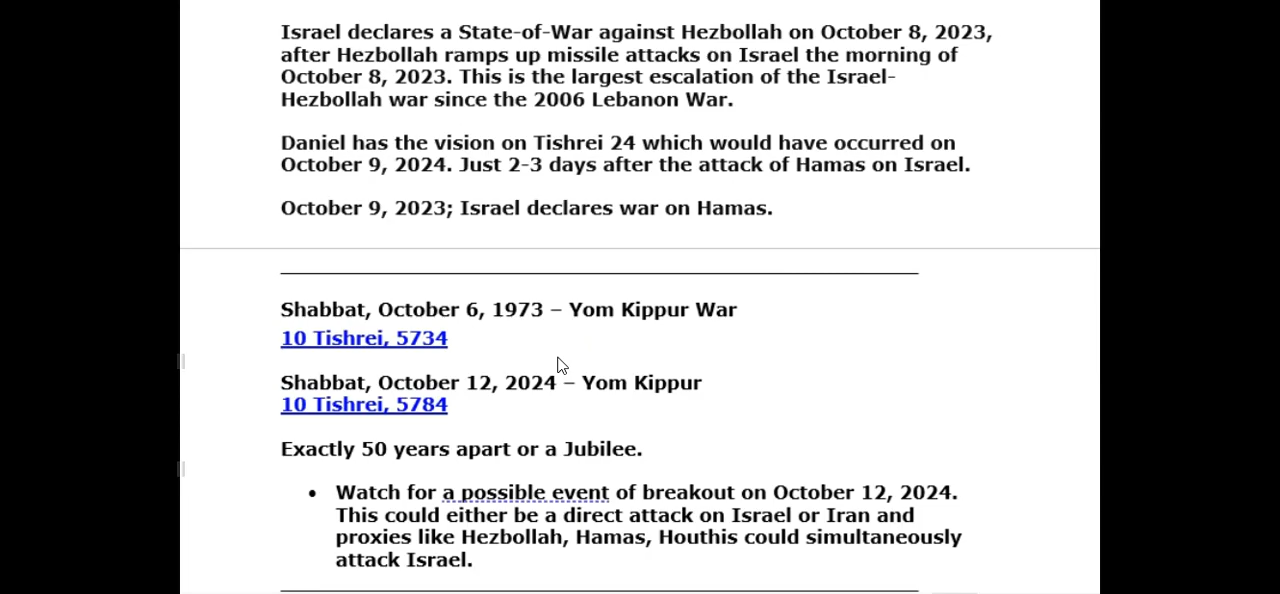 Israel declares a State-of-War against Hezbollah on October 8, 2023,
after Hezbollah ramps up missile attacks on Israel the morning of
October 8, 2023. This is the largest escalation of the Israel-
Hezbollah war since the 2006 Lebanon War.
Daniel has the vision on Tishrei 24 which would have occurred on
October 9, 2024. Just 2-3 days after the attack of Hamas on Israel.
October 9, 2023; Israel declares war on Hamas.
Shabbat, October 6, 1973 – Yom Kippur War
10 Tishrei, 5734
Shabbat, October 12, 2024 – Yom Kippur
10 Tishrei, 5784
Exactly 50 years apart or a Jubilee.
• Watch for a possible event of breakout on October 12, 2024.
This could either be a direct attack on Israel or Iran and
proxies like Hezbollah, Hamas, Houthis could simultaneously
attack Israel.